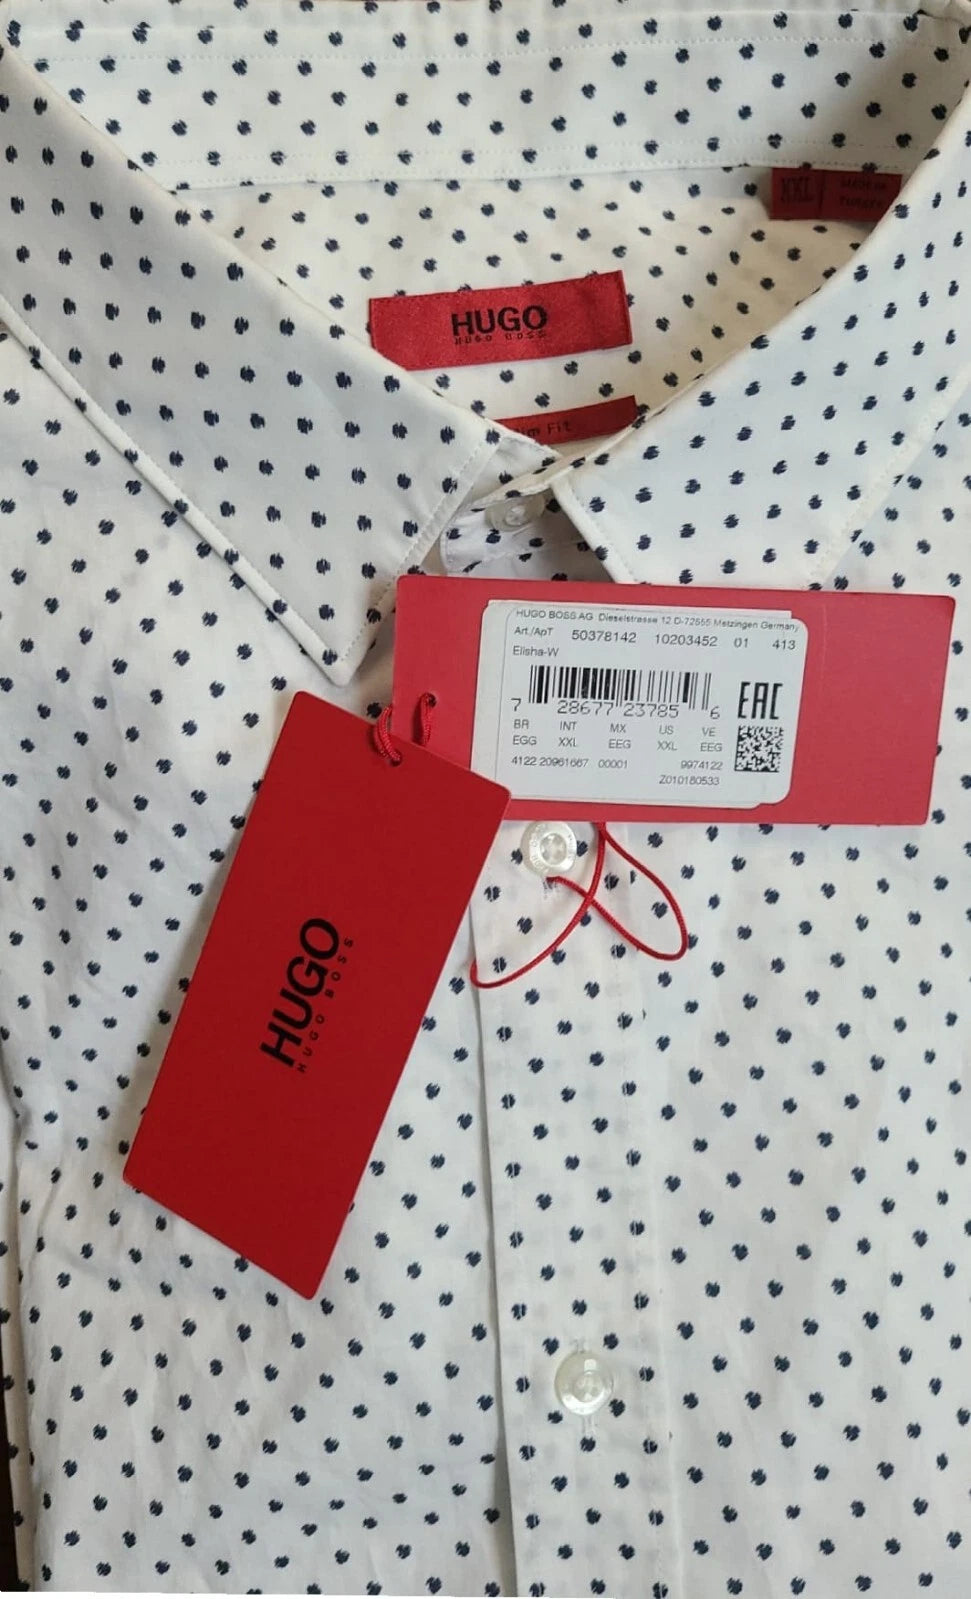 XXL
MADE IN
TURKEY
HUGO
HUGO BOSS
Fit
HUGO BOSS AG Dieselstrasse 12 D-72555 Metzingen Germany
Art./ApT 50378142 10203452 01 413
Elisha-W
7 28677 23785 6
EAC
BR INT MX US VE
EGG XXL EEG XXL EEG
4122 20961667 00001 9974122
Z010180533
HUGO
HUGO BOSS